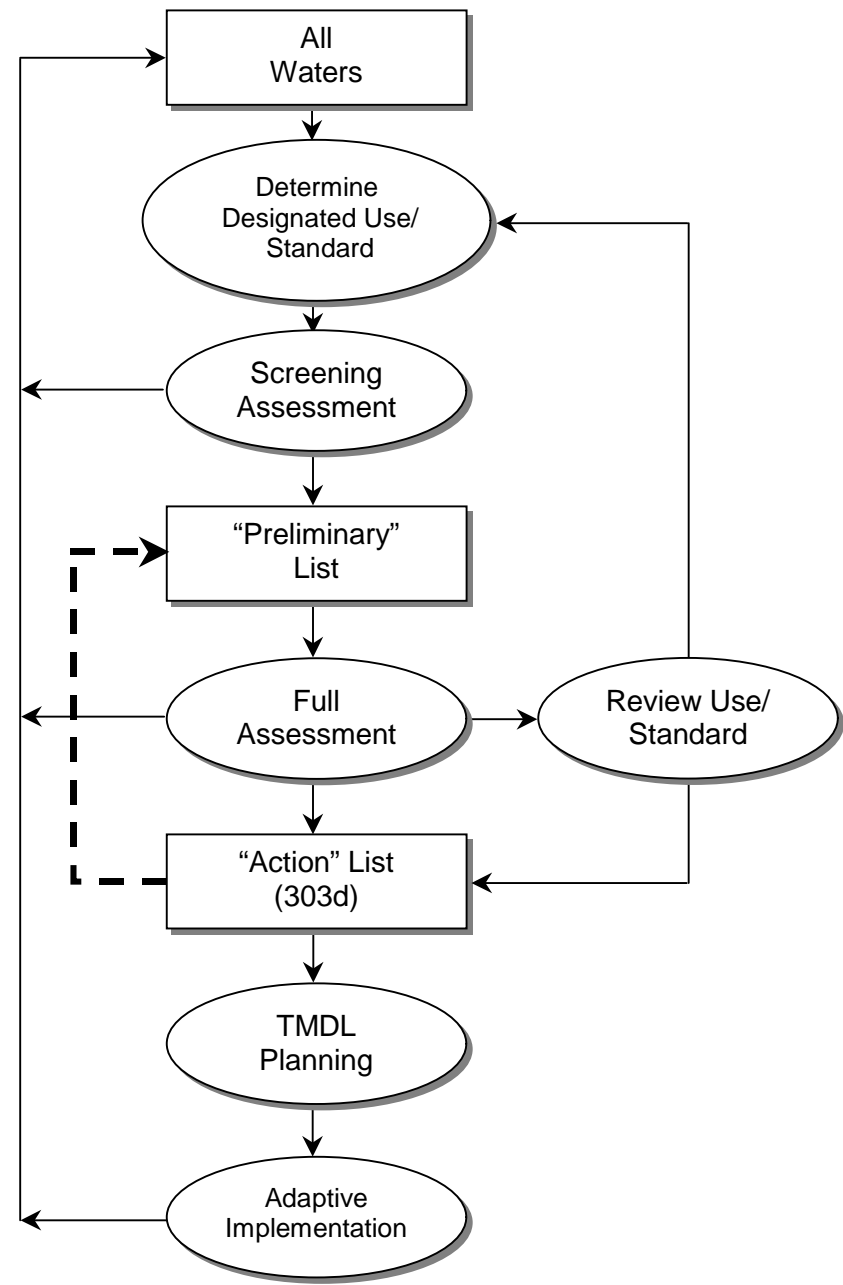 All
Waters
Determine
Designated Use/
Standard
Screening
Assessment
“Preliminary”
List
Full
Assessment
Review Use/
Standard
“Action” List
(303d)
TMDL
Planning
Adaptive
Implementation